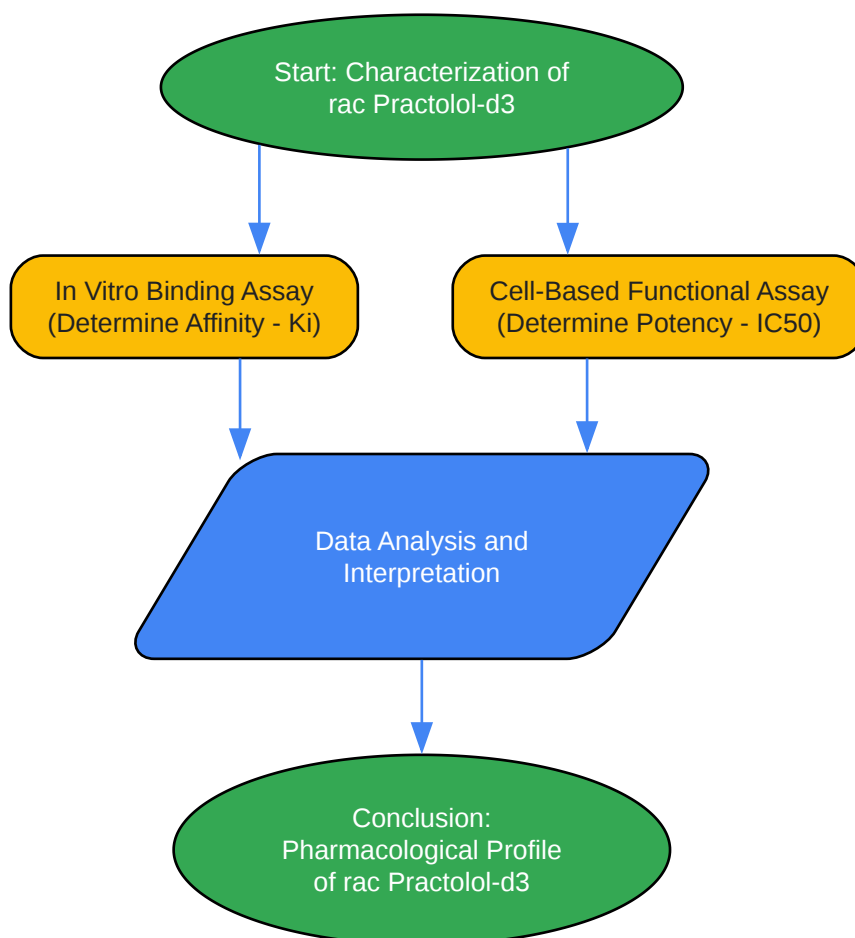 Start: Characterization of
rac Practolol-d3
In Vitro Binding Assay
(Determine Affinity - Ki)
Cell-Based Functional Assay
(Determine Potency - IC50)
Data Analysis and
Interpretation
Conclusion:
Pharmacological Profile
of rac Practolol-d3